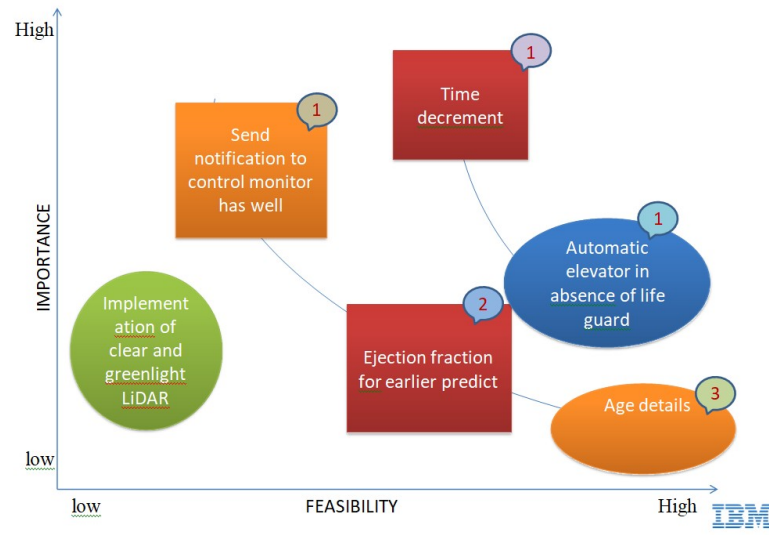 High
1
Time
decrement
1
Send
notification to
control monitor
has well
1
Automatic
elevator in
absence of life
guard
IMPORTANCE
Implement
ation of
clear and
greenlight
LiDAR
2
Ejection fraction
for earlier predict
3
Age details
low
low
FEASIBILITY
High
IBM